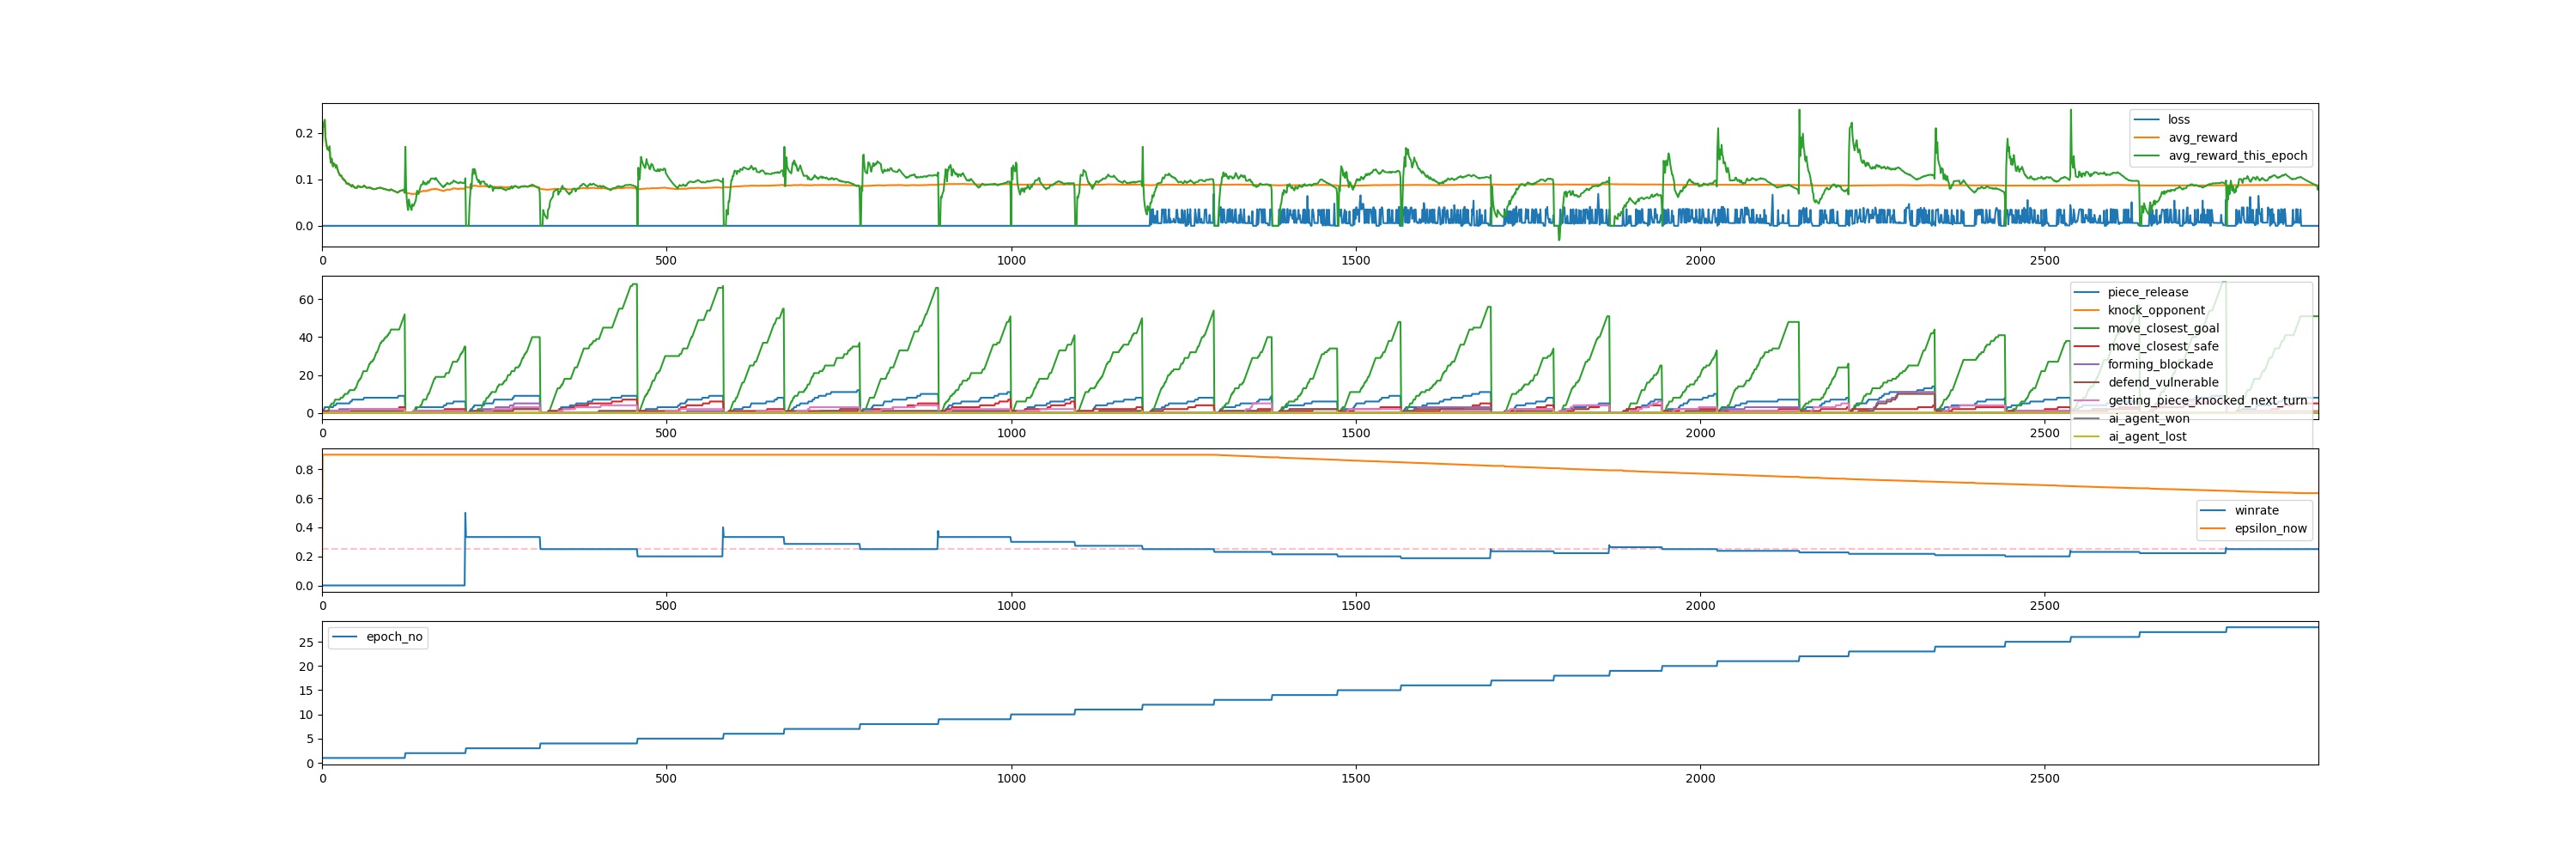 0.2
0.1
0.0
loss
avg_reward
avg_reward_this_epoch
0 500 1000 1500 2000 2500
60
40
20
0
piece_release
knock_opponent
move_closest_goal
move_closest_safe
forming_blockade
defend_vulnerable
getting_piece_knocked_next_turn
ai_agent_won
ai_agent_lost
0 500 1000 1500 2000 2500
0.8
0.6
0.4
0.2
0.0
winrate
epsilon_now
0 500 1000 1500 2000 2500
25
20
15
10
5
0
epoch_no
0 500 1000 1500 2000 2500